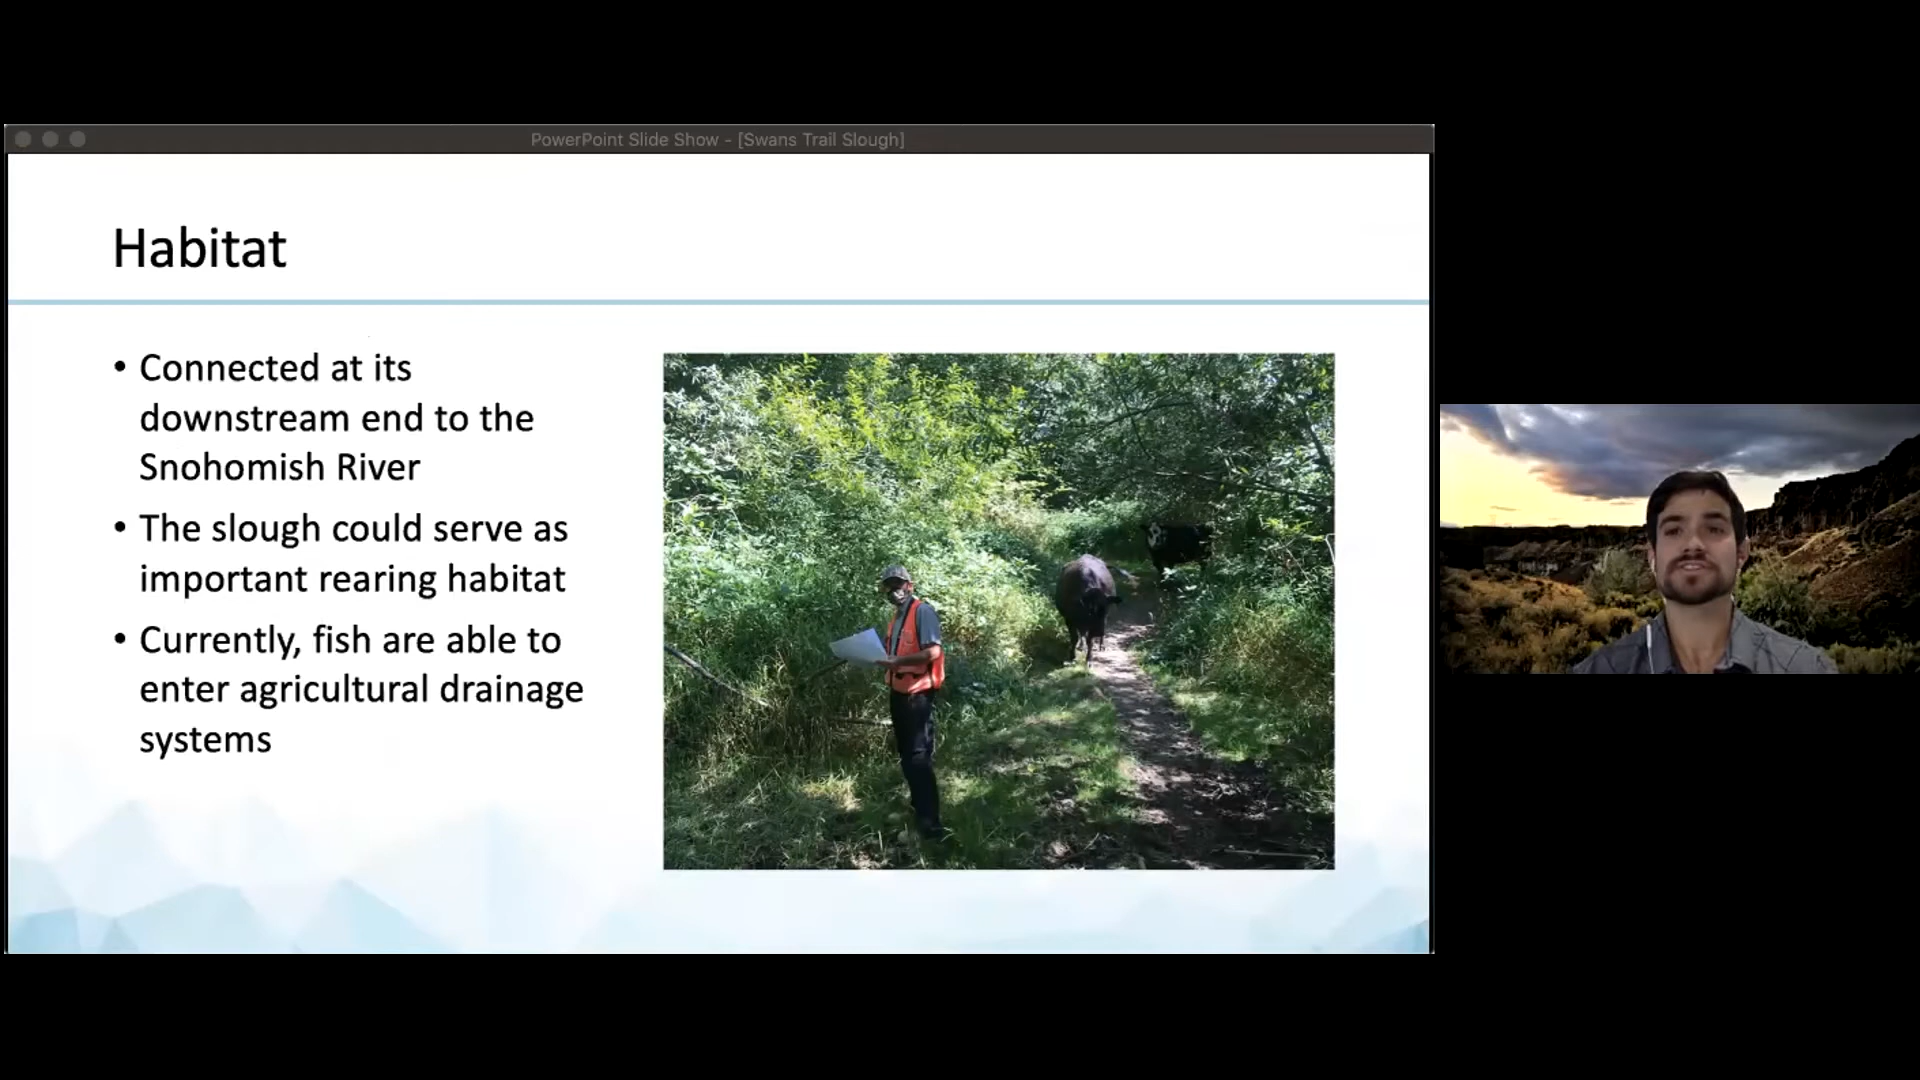 PowerPoint Slide Show - [Swans Trail Slough]
Habitat
• Connected at its
downstream end to the
Snohomish River
• The slough could serve as
important rearing habitat
• Currently, fish are able to
enter agricultural drainage
systems